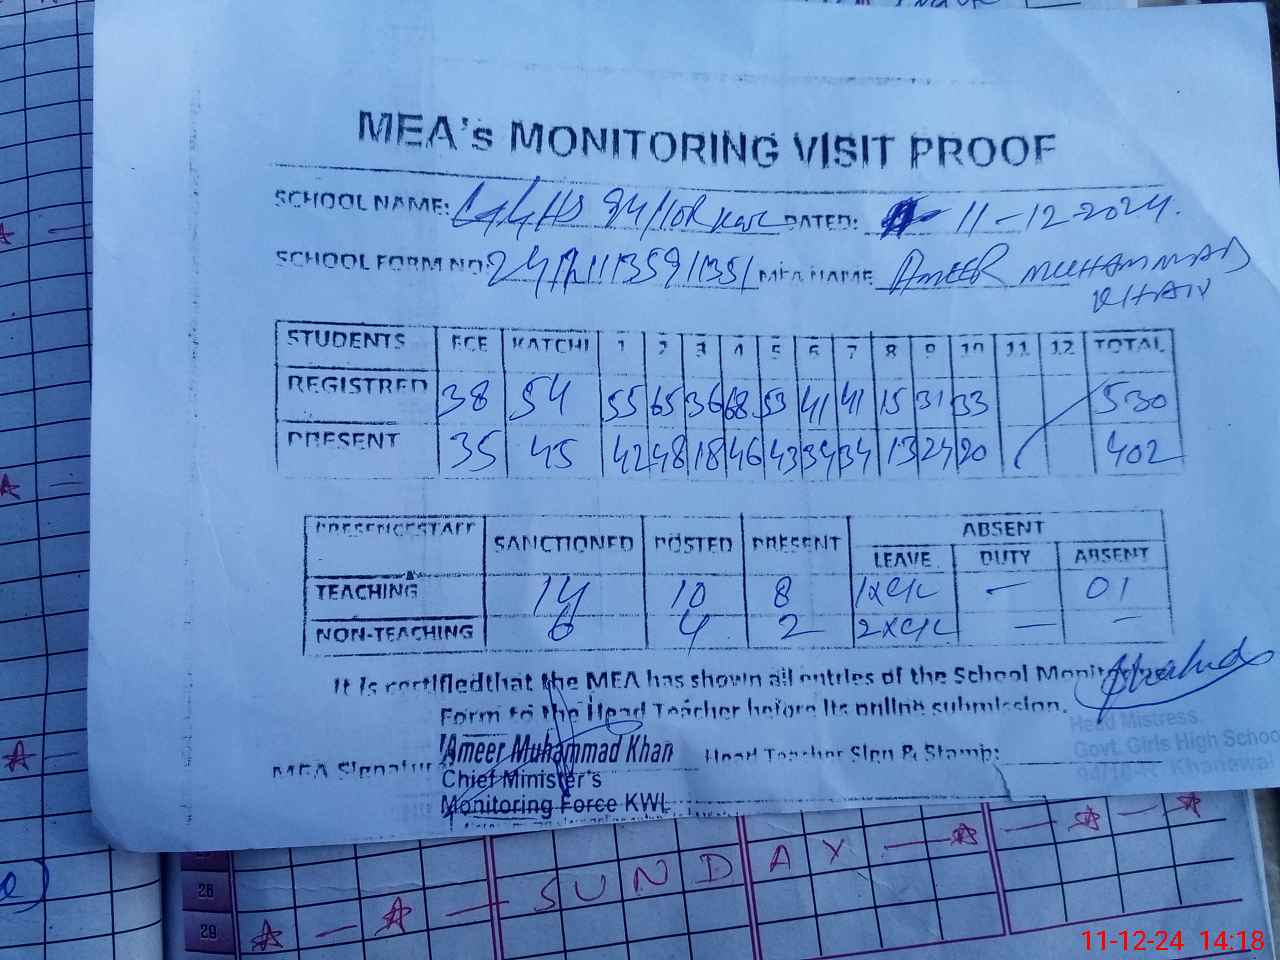 MEA's MONITORING VISIT PROOF
SCHOOL NAME: GGHS 94/10R KWL DATED: 11-12-2024.
SCHOOL FORM NO: MEA NAME AMEER MUHAMMAD
KHAN
STUDENTS ECE KATCHI 1 2 3 4 5 6 7 8 9 10 11 12 TOTAL
REGISTRED 38 54 55 65 36 68 53 41 41 15 31 33 530
PRESENT 35 45 42 48 18 46 43 34 34 13 24 20 402
PRESENCE STAFF SANCTIONED POSTED PRESENT ABSENT
LEAVE DUTY ABSENT
TEACHING 14 10 8 1xC/L — 01
NON-TEACHING 6 4 2 2xC/L — —
It is certified that the MEA has shown all entries of the School
Form to the Head Teacher before its online submission.
MEA Signature Head Teacher Sign & Stamp:
Ameer Muhammad Khan
Chief Minister's
Monitoring Force KWL
Head Mistress
Govt. Girls High School
94/10-R Khanewal
SUNDAY
28
29
11-12-24 14:18